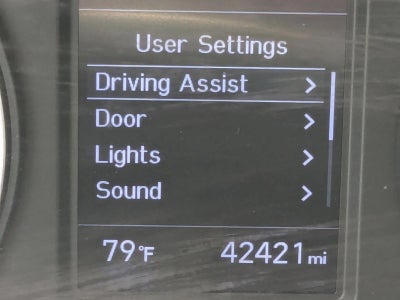 User Settings
Driving Assist >
Door >
Lights >
Sound >
79°F 42421 mi